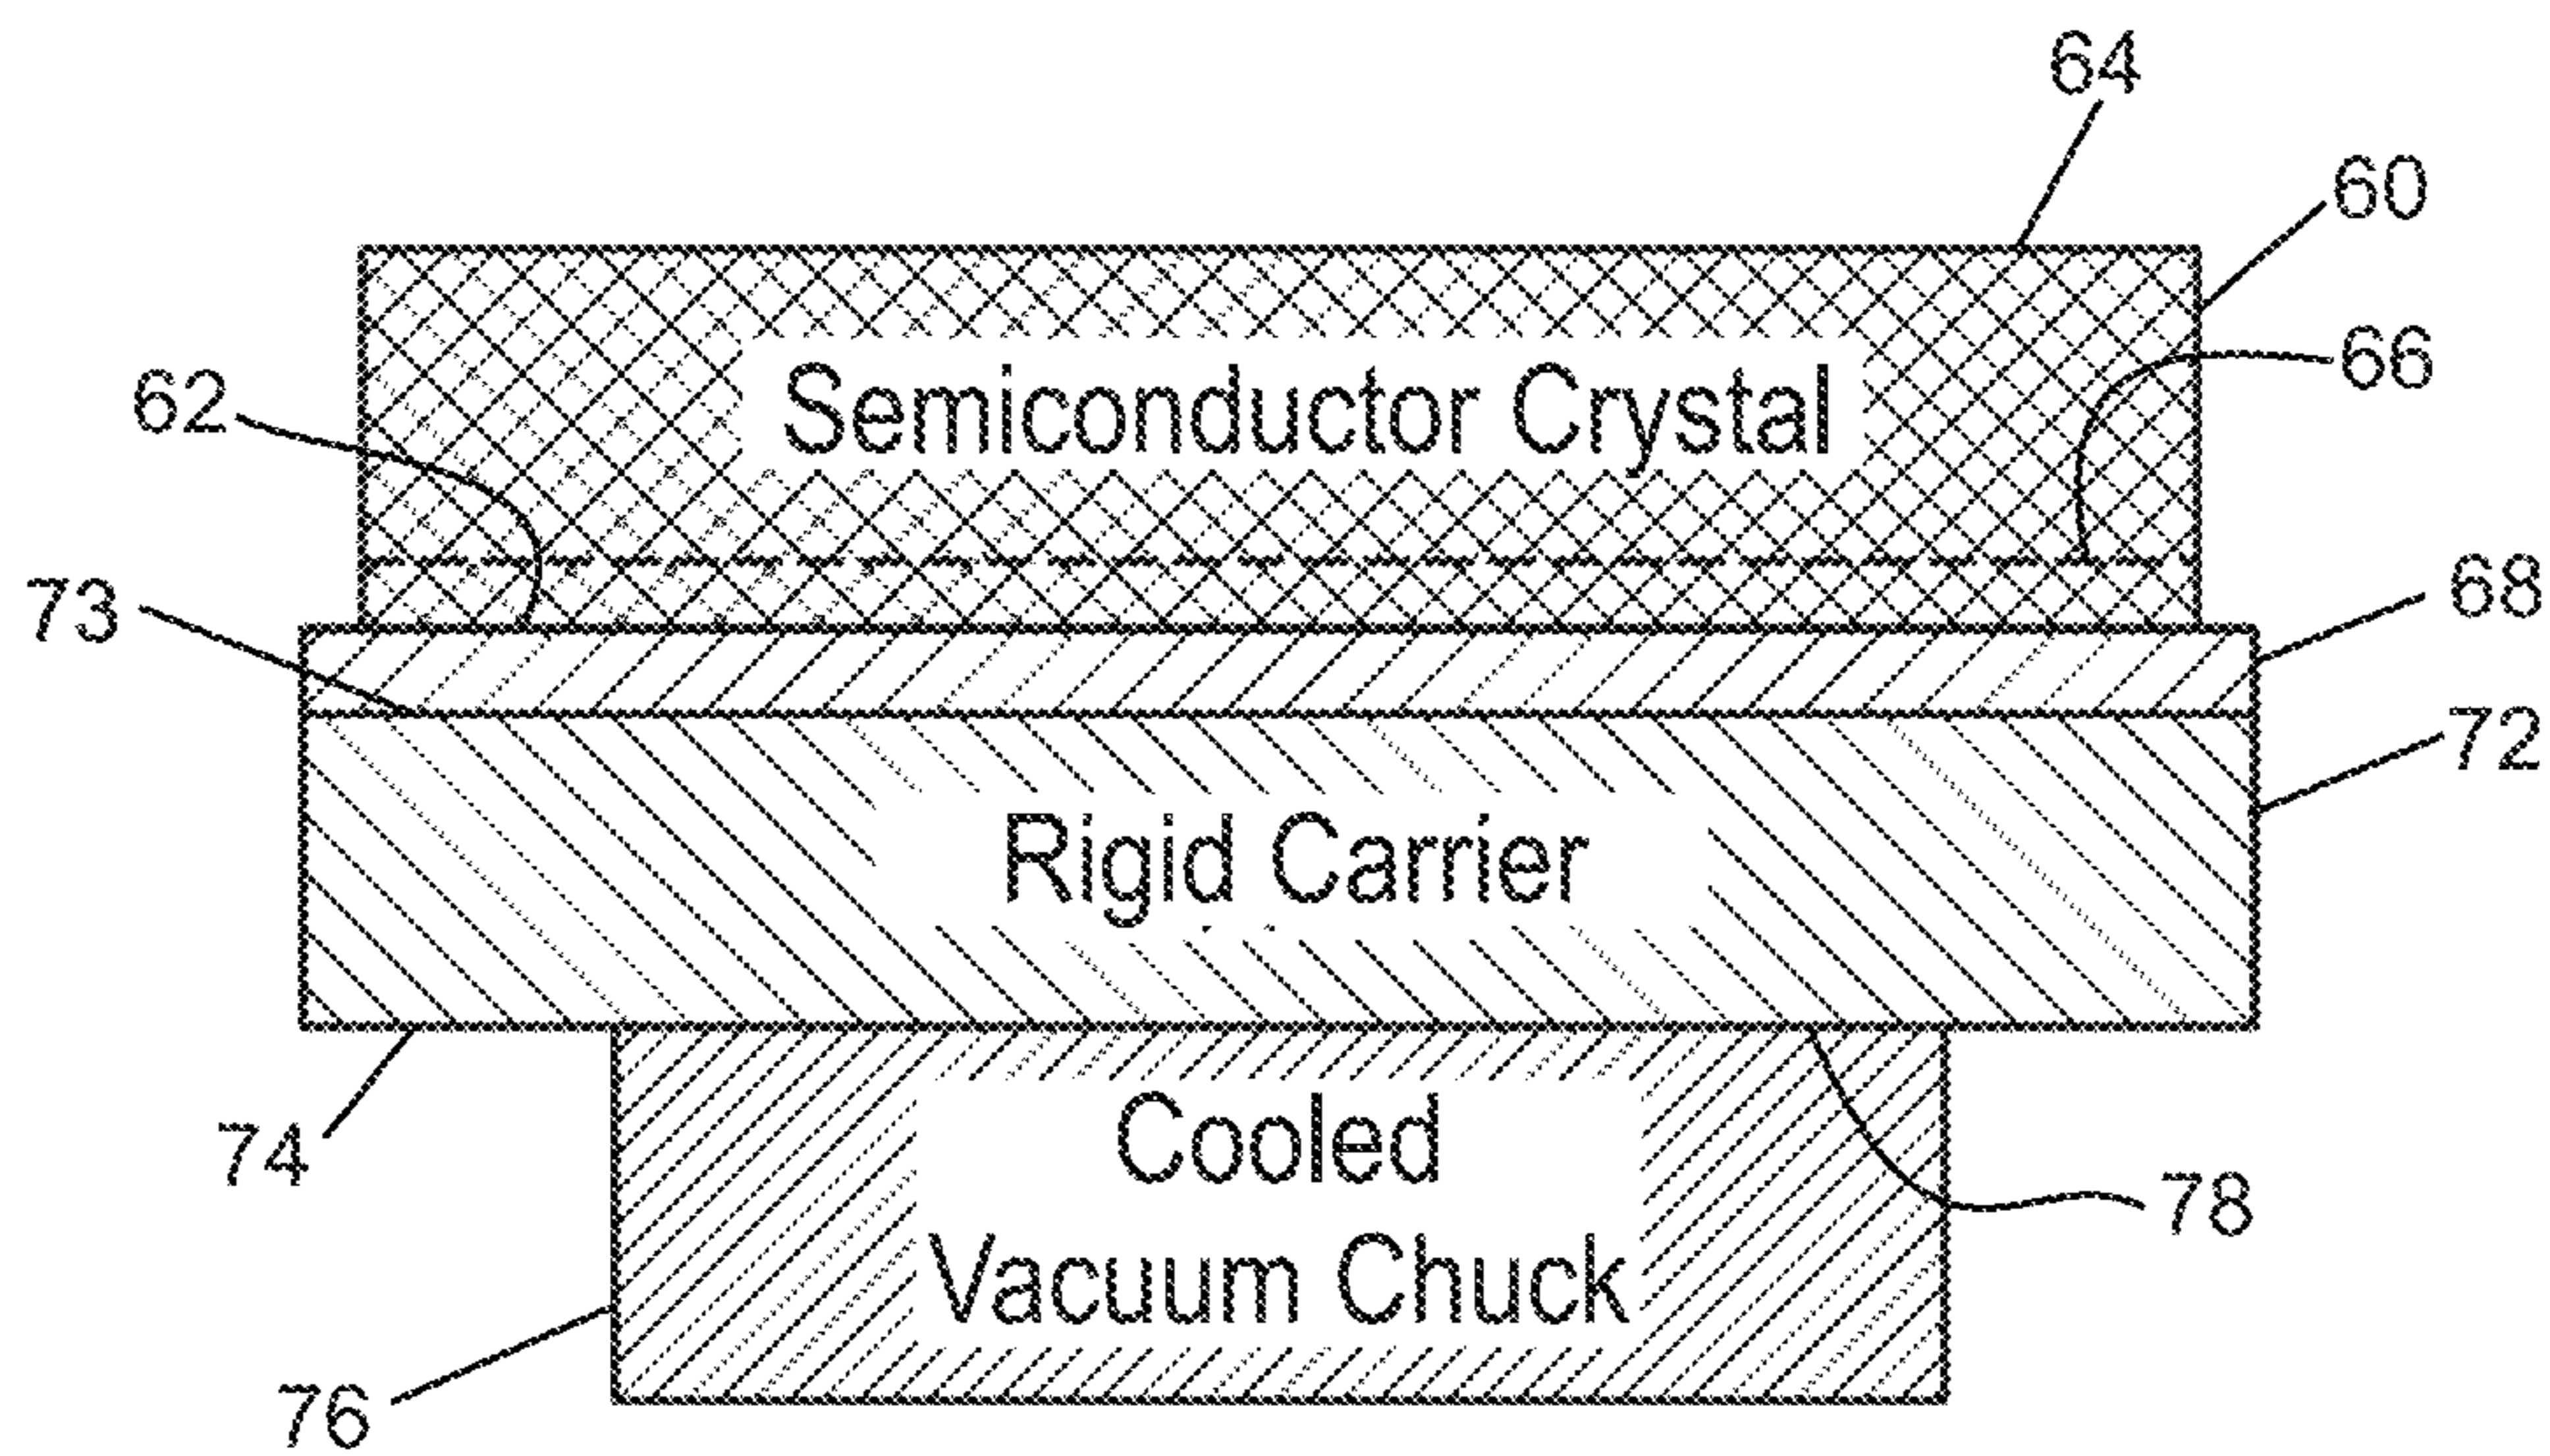 64
60
66
Semiconductor Crystal
62
68
73
72
Rigid Carrier
74
Cooled
78
Vacuum Chuck
76